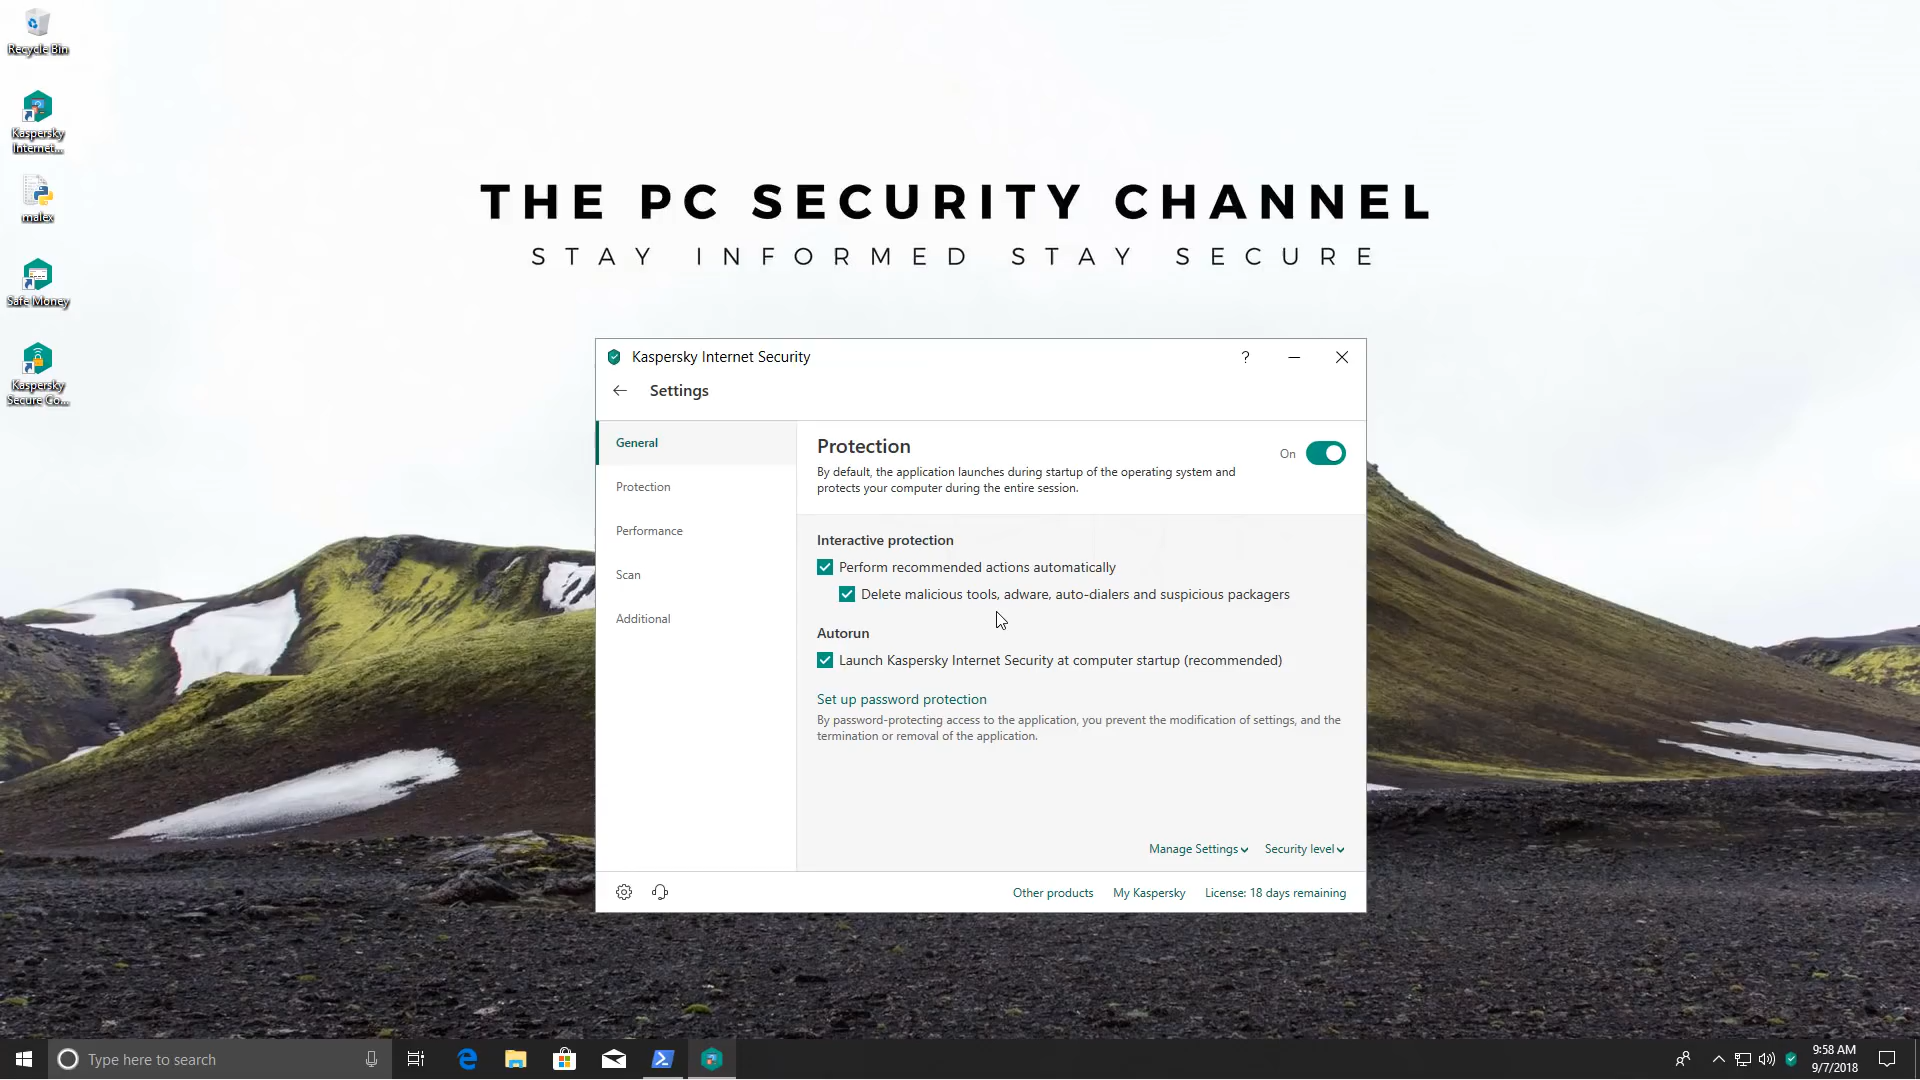 Recycle Bin
Kaspersky
Internet...
malex
Safe Money
Kaspersky
Secure Co...
THE PC SECURITY CHANNEL
STAY INFORMED STAY SECURE
Kaspersky Internet Security
?
Settings
General
Protection
Performance
Scan
Additional
Protection
On
By default, the application launches during startup of the operating system and
protects your computer during the entire session.
Interactive protection
Perform recommended actions automatically
Delete malicious tools, adware, auto-dialers and suspicious packagers
Autorun
Launch Kaspersky Internet Security at computer startup (recommended)
Set up password protection
By password-protecting access to the application, you prevent the modification of settings, and the
termination or removal of the application.
Manage Settings
Security level
Other products
My Kaspersky
License: 18 days remaining
Type here to search
9:58 AM
9/7/2018